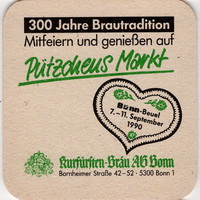 300 Jahre Brautradition
Mitfeiern und genießen auf
Pützchens Markt
Bonn-Beuel
7.-11. September
1990
Kurfürsten-Bräu AG Bonn
Bornheimer Straße 42-52 · 5300 Bonn 1